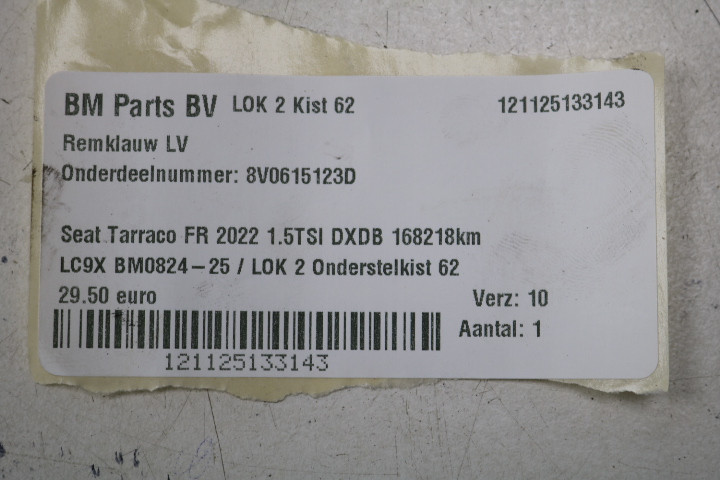 BM Parts BV LOK 2 Kist 62 121125133143
Remklauw LV
Onderdeelnummer: 8V0615123D
Seat Tarraco FR 2022 1.5TSI DXDB 168218km
LC9X BM0824-25 / LOK 2 Onderstelkist 62
29.50 euro Verz: 10
Aantal: 1
121125133143